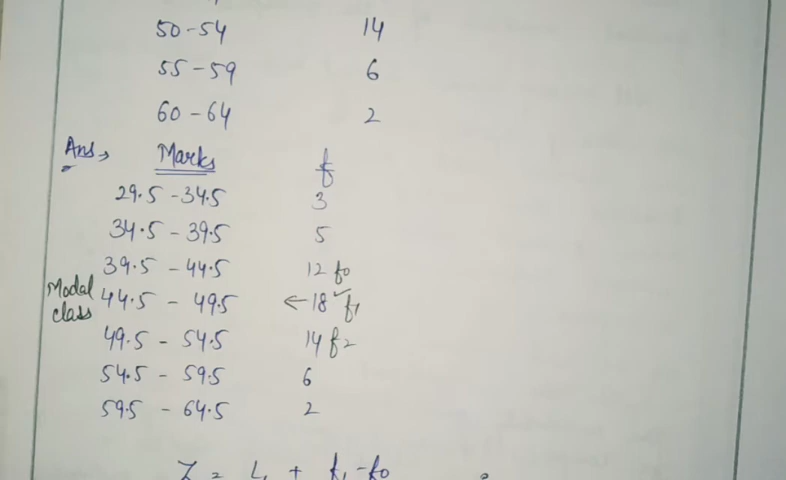 50-54 14
55-59 6
60-64 2
Ans, Marks f
29.5-34.5 3
34.5-39.5 5
39.5-44.5 12 f0
Modal class 44.5-49.5 ←18 ✓ f1
49.5-54.5 14 f2
54.5-59.5 6
59.5-64.5 2
Z = L1 + f1-f0